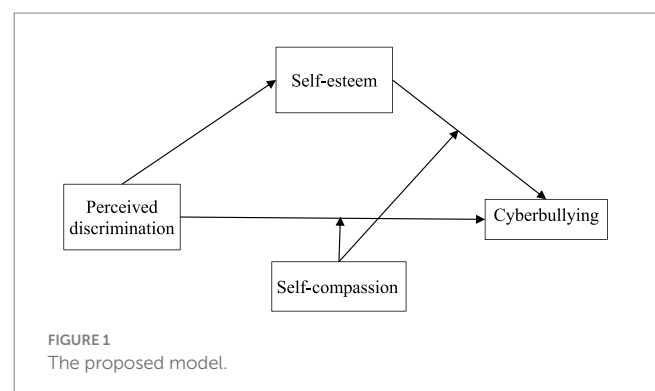 Self-esteem
Perceived
discrimination
Cyberbullying
Self-compassion
FIGURE 1
The proposed model.